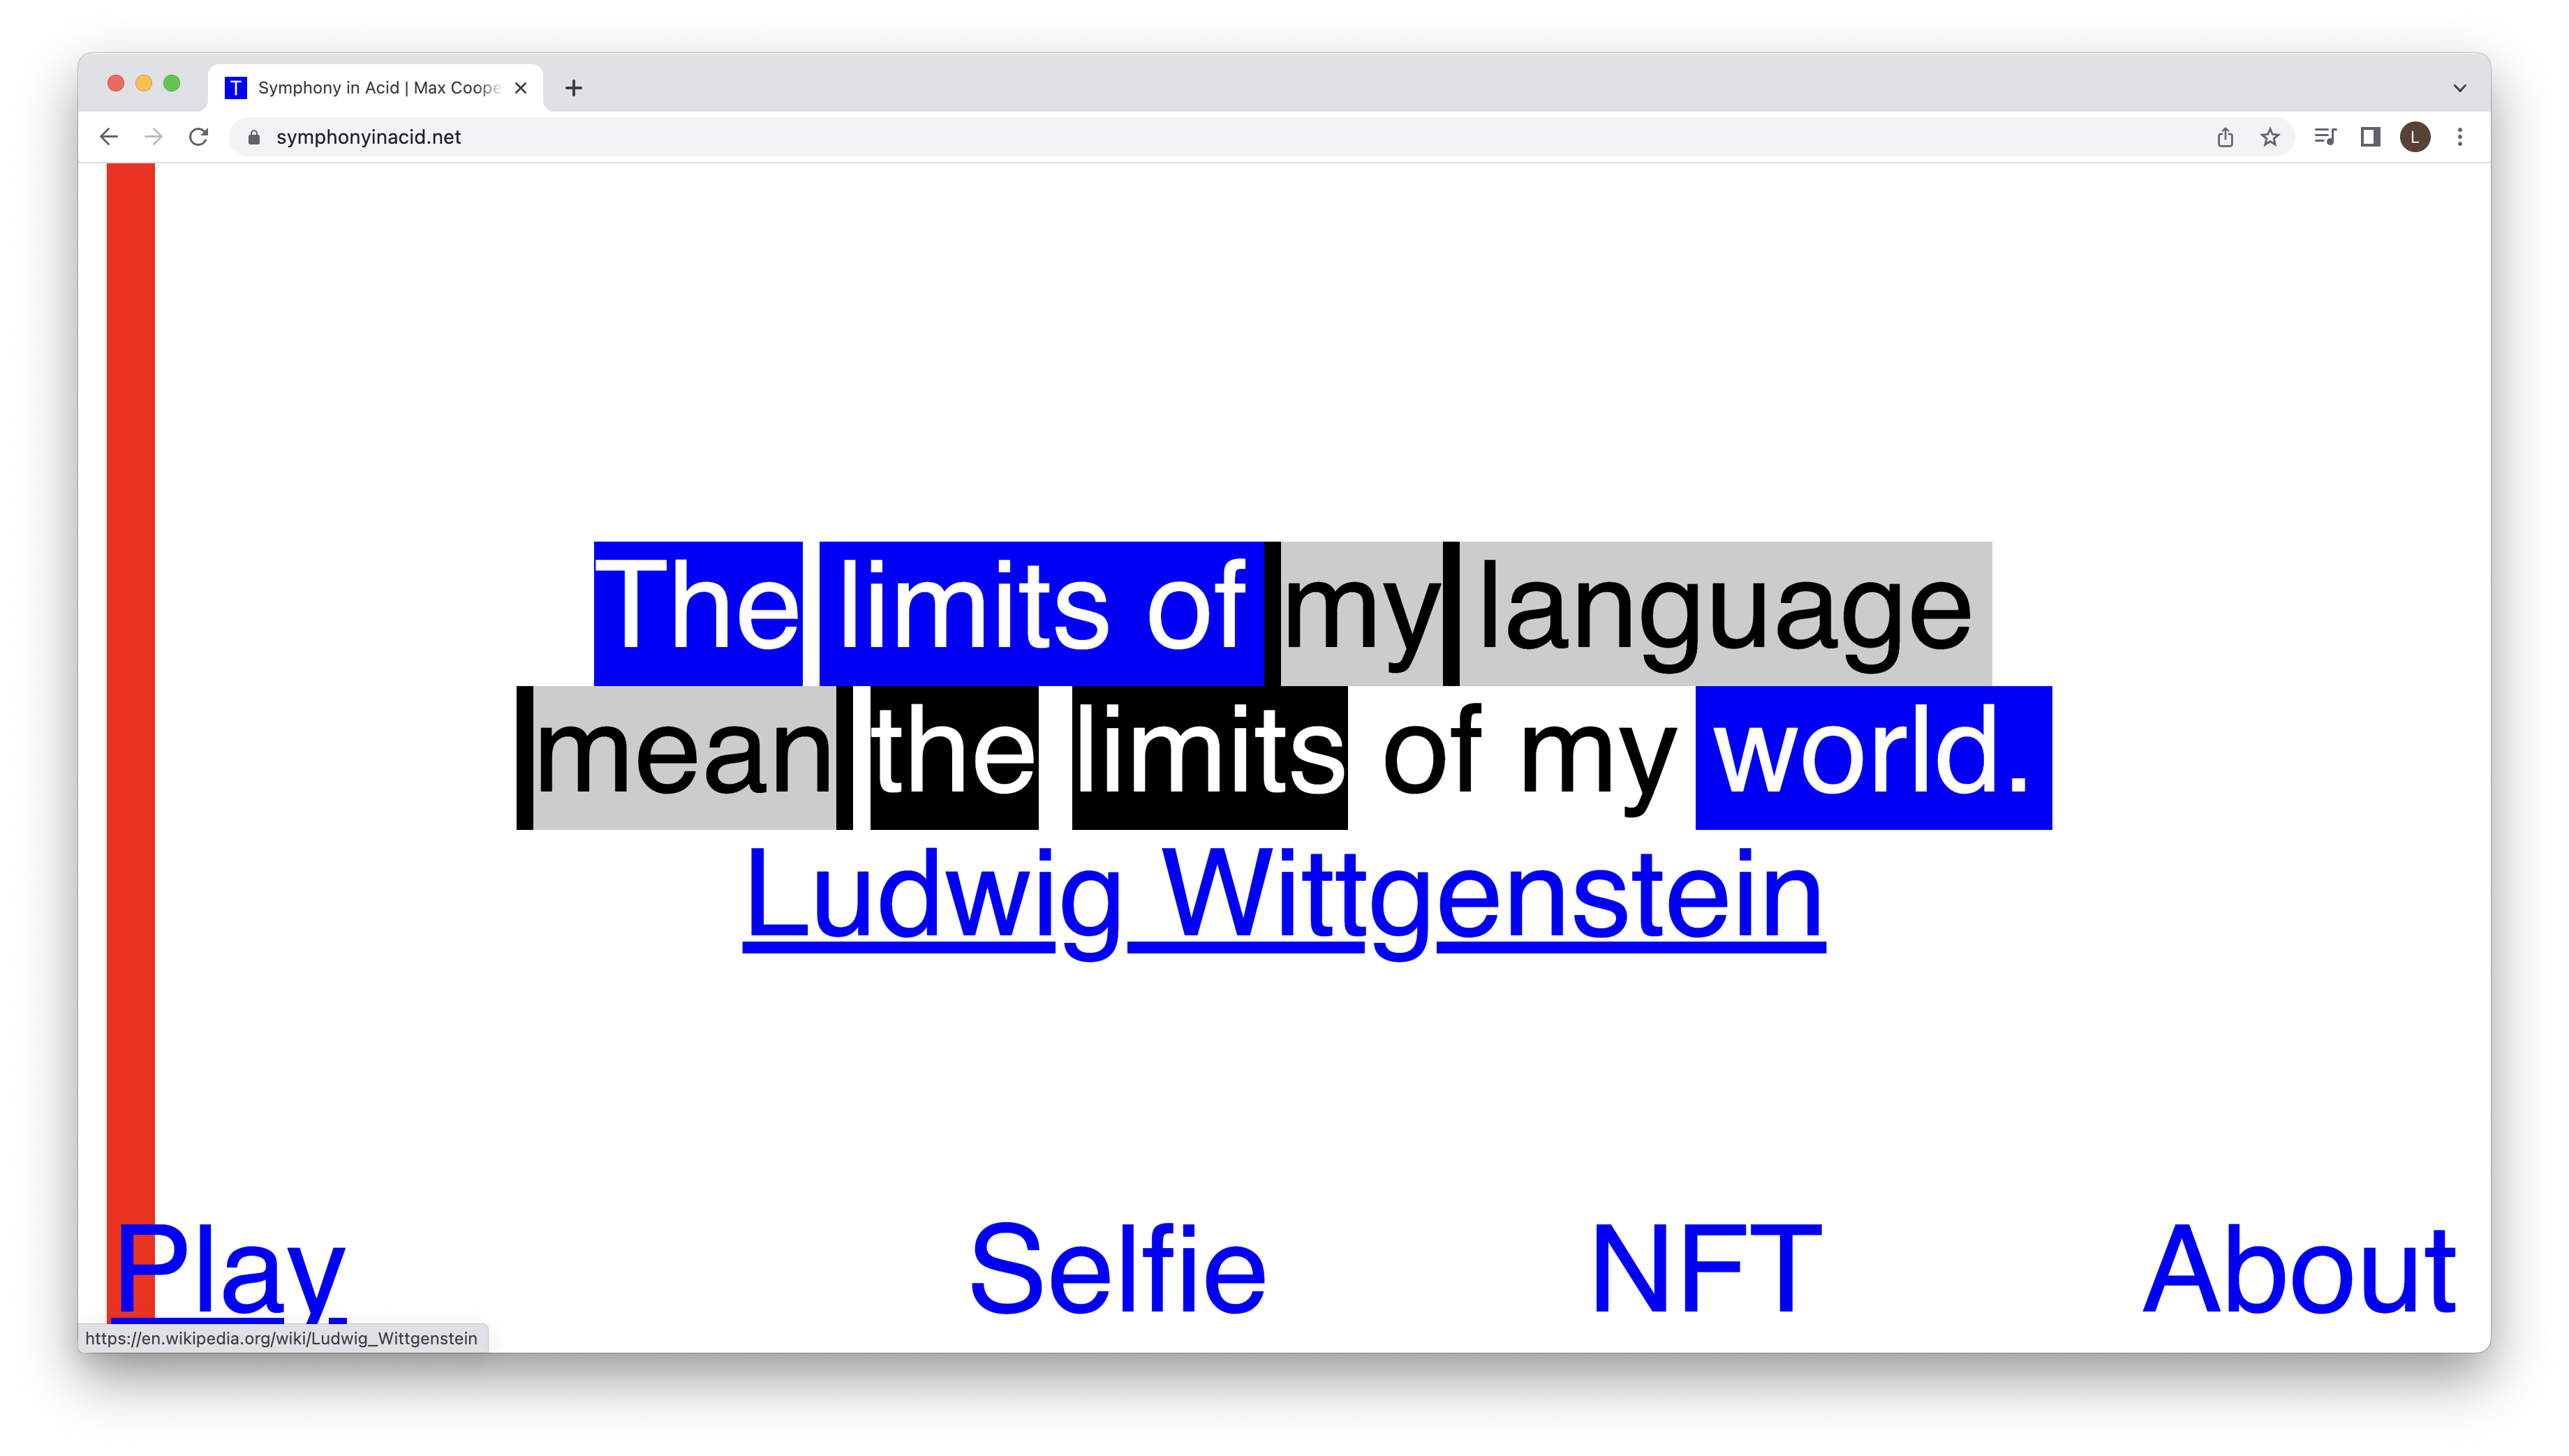 T Symphony in Acid | Max Coope
symphonyinacid.net
L
The limits of my language
mean the limits of my world.
Ludwig Wittgenstein
Play Selfie NFT About
https://en.wikipedia.org/wiki/Ludwig_Wittgenstein